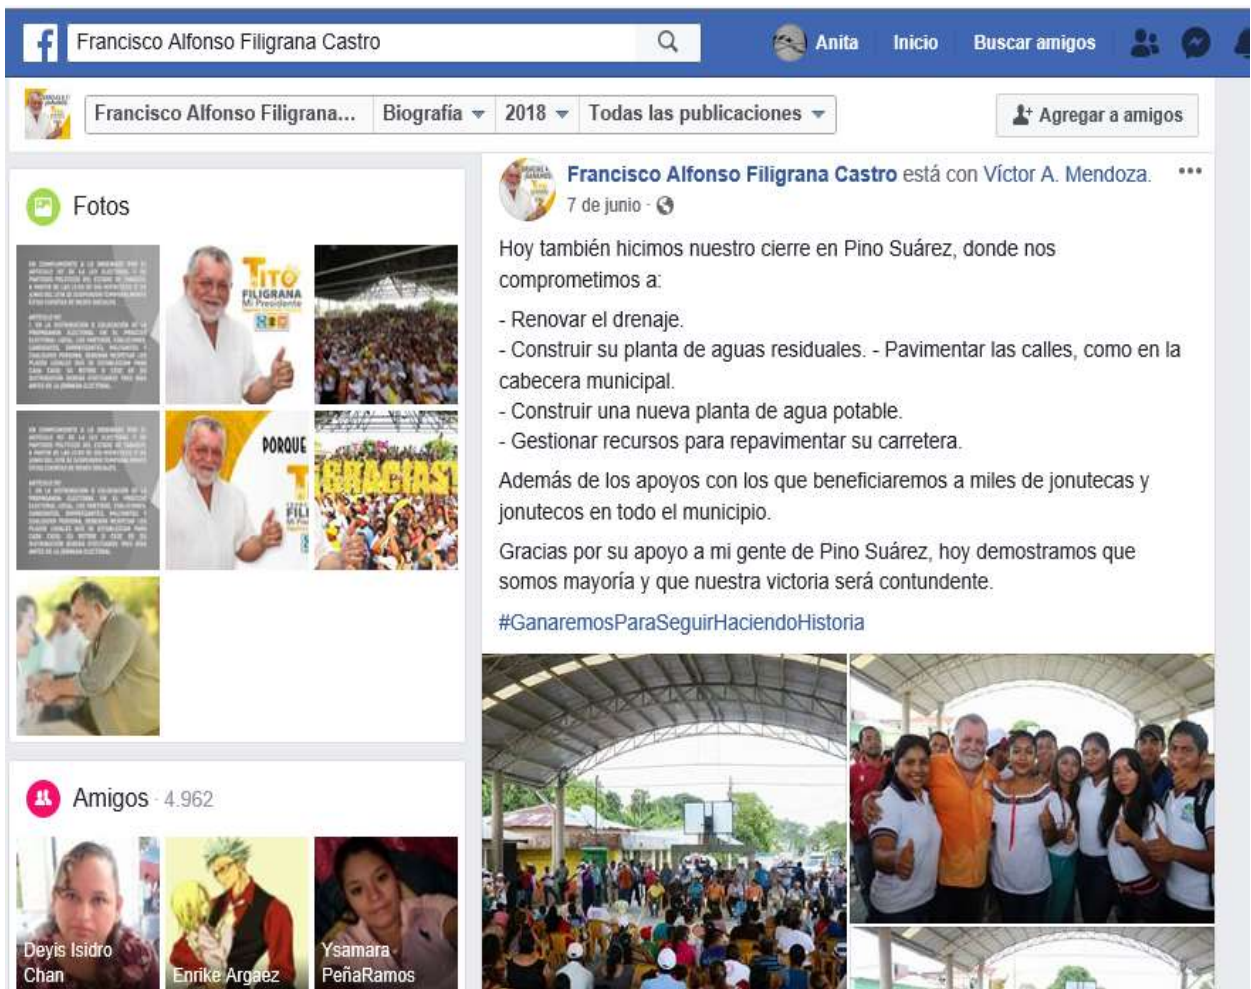 Francisco Alfonso Filigrana Castro
Anita
Inicio
Buscar amigos
Francisco Alfonso Filigrana...
Biografía
2018
Todas las publicaciones
Agregar a amigos
Fotos
TITO
FILIGRANA
Mi Presidente
PORQUE
¡GRACIAS!
Amigos · 4.962
Deyis Isidro
Chan
Enrike Argaez
Ysamara
PeñaRamos
Francisco Alfonso Filigrana Castro está con Víctor A. Mendoza.
7 de junio ·
Hoy también hicimos nuestro cierre en Pino Suárez, donde nos
comprometimos a:
- Renovar el drenaje.
- Construir su planta de aguas residuales. - Pavimentar las calles, como en la
cabecera municipal.
- Construir una nueva planta de agua potable.
- Gestionar recursos para repavimentar su carretera.
Además de los apoyos con los que beneficiaremos a miles de jonutecas y
jonutecos en todo el municipio.
Gracias por su apoyo a mi gente de Pino Suárez, hoy demostramos que
somos mayoría y que nuestra victoria será contundente.
#GanaremosParaSeguirHaciendoHistoria